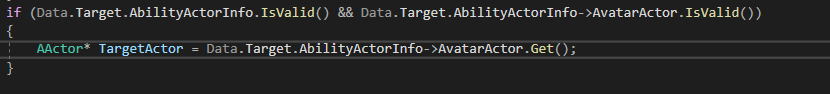 if (Data.Target.AbilityActorInfo.IsValid() && Data.Target.AbilityActorInfo->AvatarActor.IsValid())
{
    AActor* TargetActor = Data.Target.AbilityActorInfo->AvatarActor.Get();
}